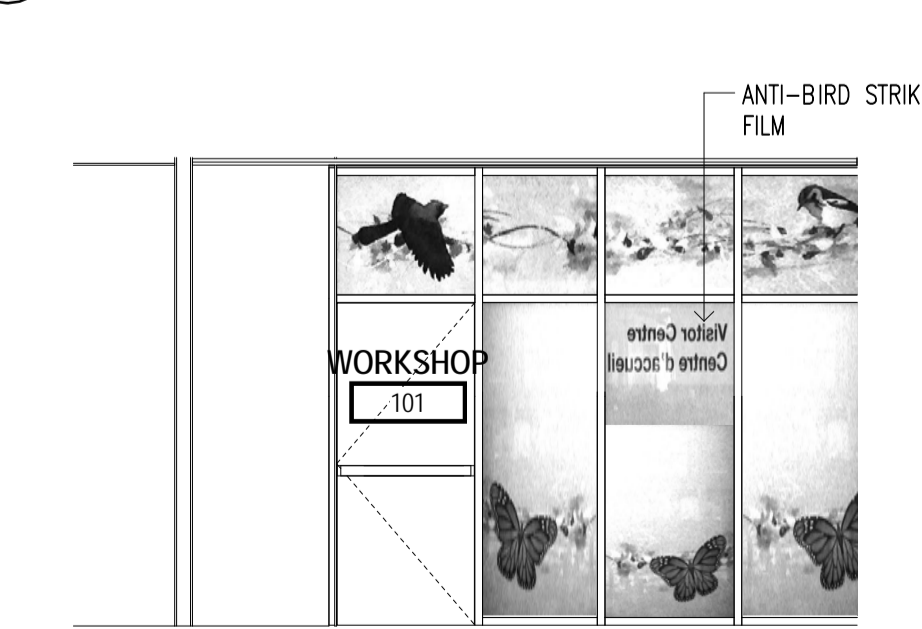 ANTI-BIRD STRIK
FILM
Visitor Centre
Centre d'accueil
WORKSHOP
101